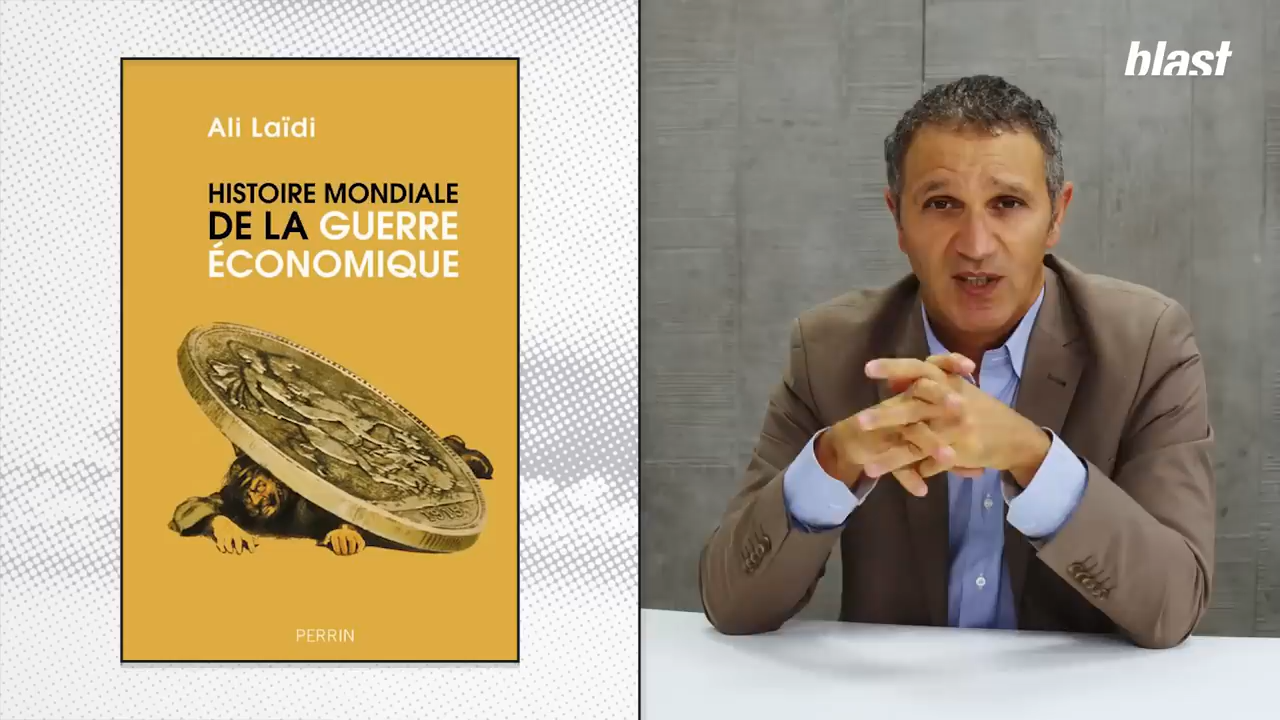 Ali Laïdi
HISTOIRE MONDIALE
DE LA GUERRE
ÉCONOMIQUE
PERRIN
blast